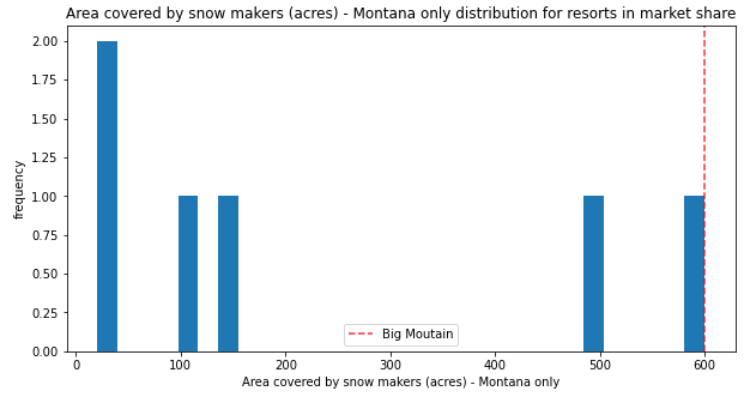 Area covered by snow makers (acres) - Montana only distribution for resorts in market share
2.00
1.75
1.50
1.25
1.00
0.75
0.50
0.25
0.00
frequency
Big Moutain
0 100 200 300 400 500 600
Area covered by snow makers (acres) - Montana only